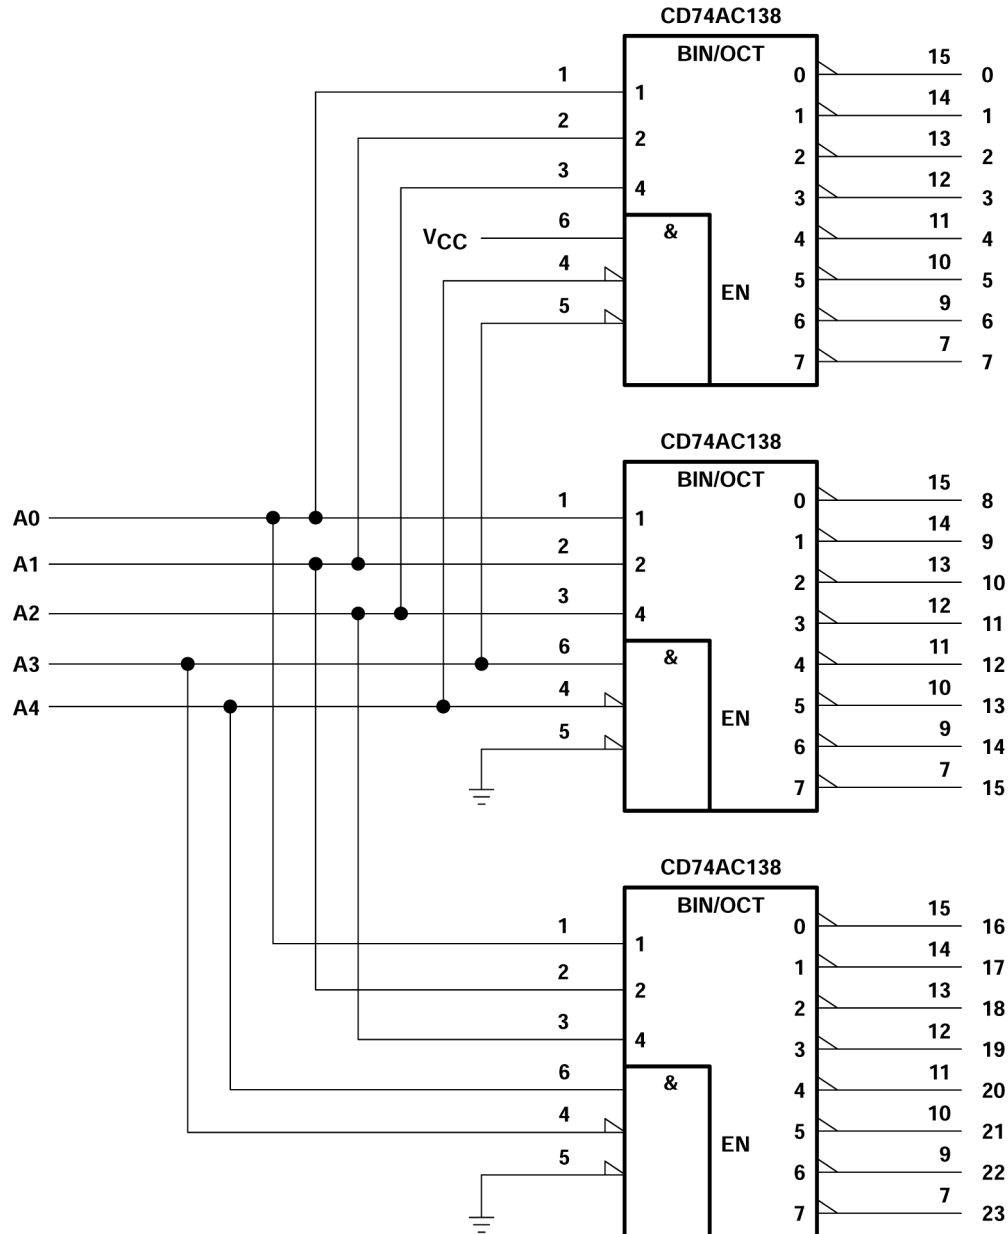 CD74AC138
BIN/OCT
1 1 0 15 0
2 2 1 14 1
3 4 2 13 2
VCC 6 & 3 12 3
4 4 11 4
5 EN 5 10 5
6 9 6
7 7 7
CD74AC138
BIN/OCT
A0 1 1 0 15 8
A1 2 2 1 14 9
A2 3 4 2 13 10
3 12 11
A3 6 & 4 11 12
A4 4 EN 5 10 13
5 6 9 14
7 7 15
CD74AC138
BIN/OCT
1 1 0 15 16
2 2 1 14 17
3 4 2 13 18
3 12 19
6 & 4 11 20
4 EN 5 10 21
5 6 9 22
7 7 23